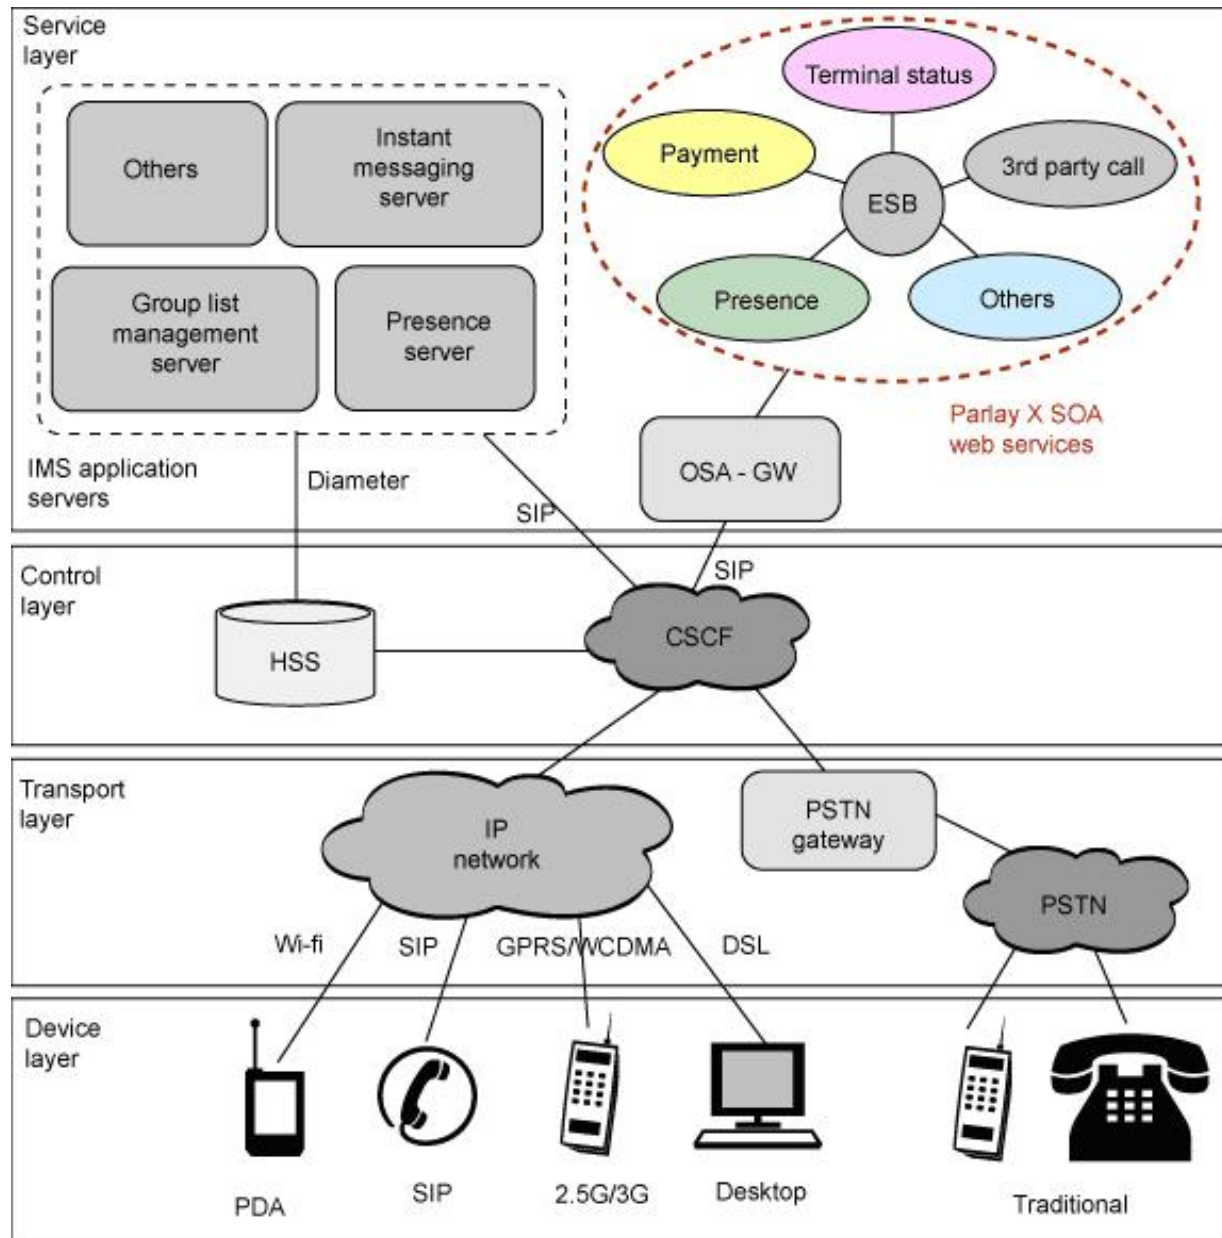 Service
layer
Terminal status
Payment
3rd party call
ESB
Presence
Others
Others
Instant
messaging
server
Group list
management
server
Presence
server
Parlay X SOA
web services
IMS application
servers
Diameter
SIP
OSA - GW
SIP
Control
layer
HSS
CSCF
Transport
layer
IP
network
PSTN
gateway
PSTN
Wi-fi
SIP
GPRS/WCDMA
DSL
Device
layer
PDA
SIP
2.5G/3G
Desktop
Traditional